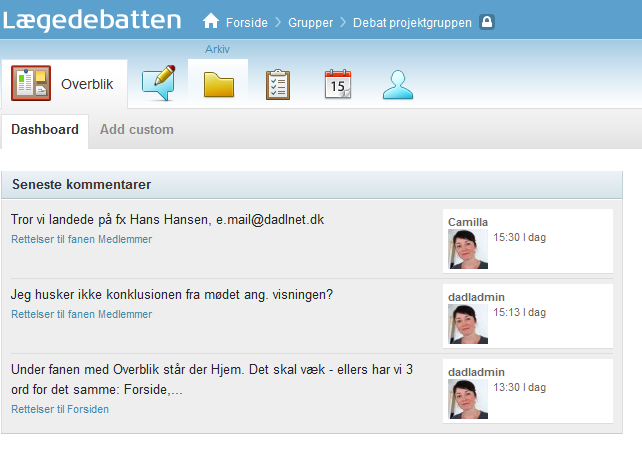 Lægedebatten Forside Grupper Debat projektgruppen
Arkiv
Overblik 15
Dashboard Add custom
Seneste kommentarer
Tror vi landede på fx Hans Hansen, e.mail@dadlnet.dk
Rettelser til fanen Medlemmer
Camilla
15:30 I dag
Jeg husker ikke konklusionen fra mødet ang. visningen?
Rettelser til fanen Medlemmer
dadladmin
15:13 I dag
Under fanen med Overblik står der Hjem. Det skal væk - ellers har vi 3
ord for det samme: Forside,...
Rettelser til Forsiden
dadladmin
13:30 I dag